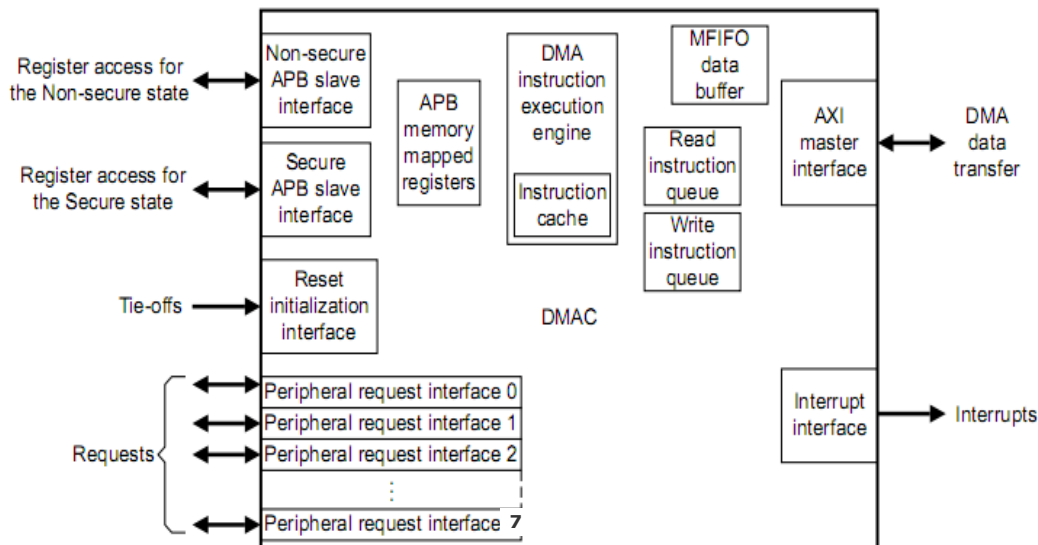 Register access for
the Non-secure state
Non-secure
APB slave
interface
Register access for
the Secure state
Secure
APB slave
interface
APB
memory
mapped
registers
DMA
instruction
execution
engine
Instruction
cache
MFIFO
data
buffer
Read
instruction
queue
Write
instruction
queue
AXI
master
interface
DMA
data
transfer
Tie-offs
Reset
initialization
interface
DMAC
Requests
Peripheral request interface 0
Peripheral request interface 1
Peripheral request interface 2
⋮
Peripheral request interface 7
Interrupt
interface
Interrupts